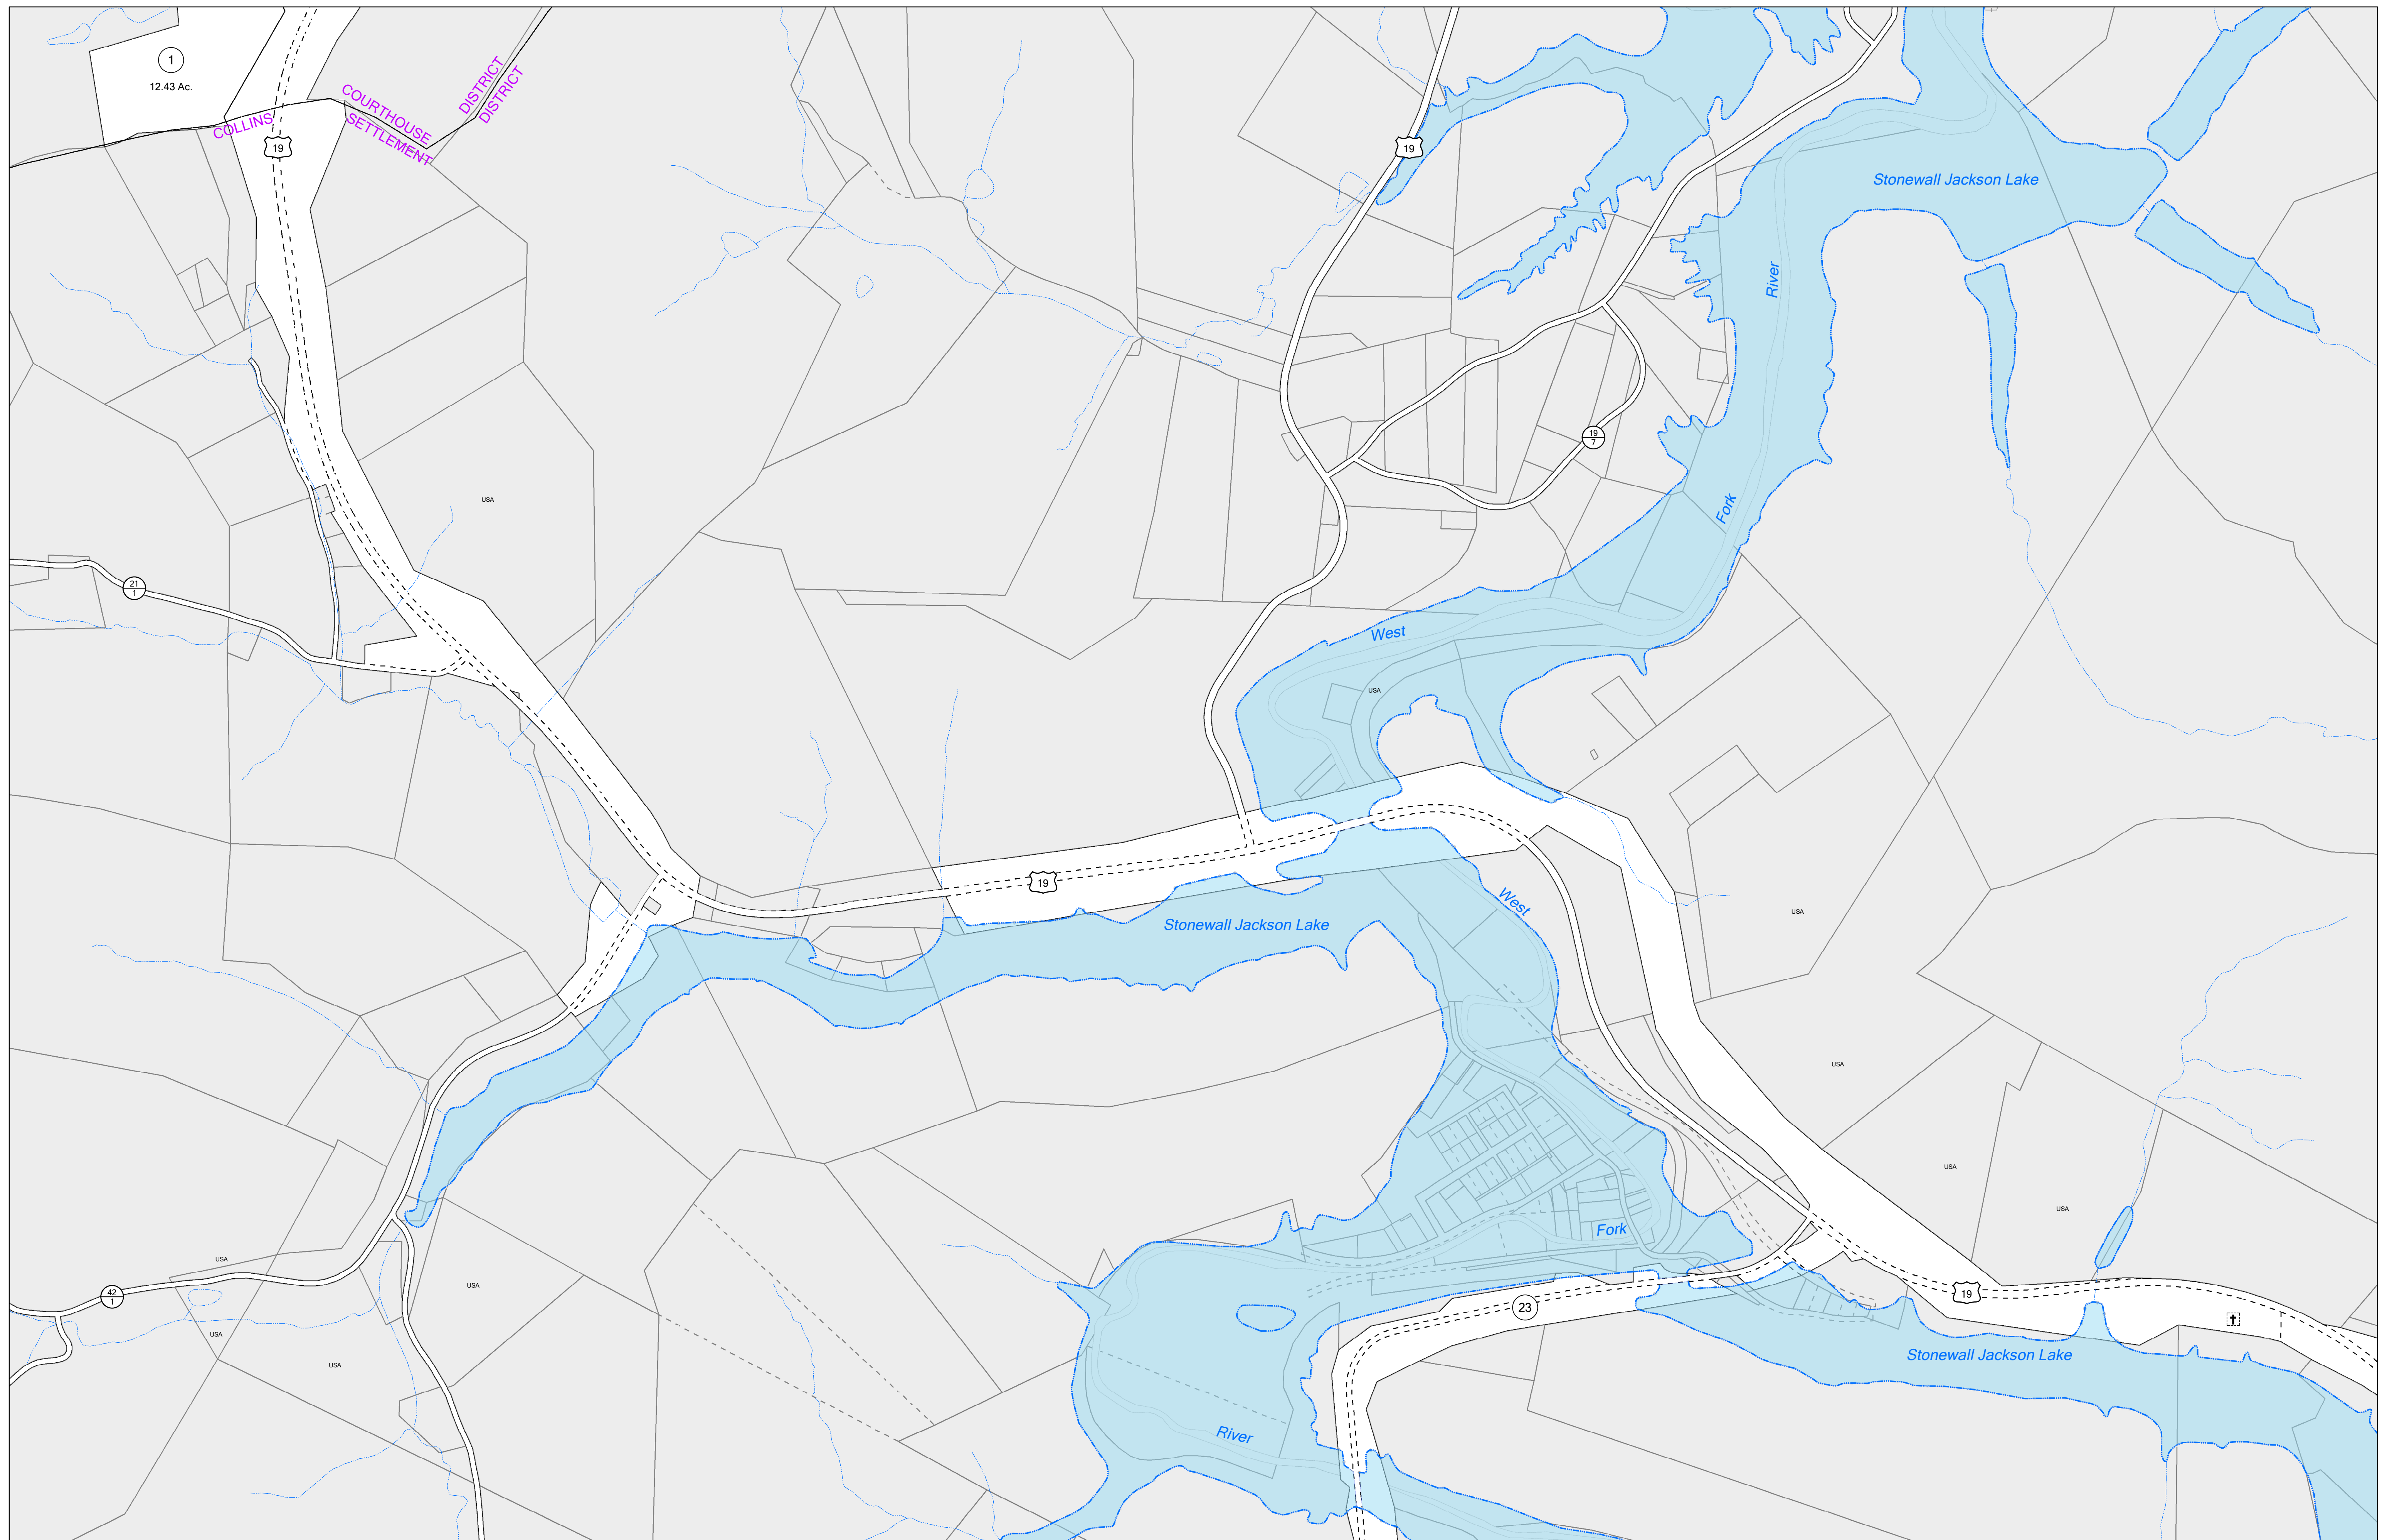 1
12.43 Ac.
COLLINS
COURTHOUSE
SETTLEMENT
DISTRICT
DISTRICT
19
19
Stonewall Jackson Lake
River
19
7
Fork
USA
21
1
West
USA
19
West
Stonewall Jackson Lake
USA
USA
USA
USA
Fork
USA
USA
42
1
USA
USA
23
19
Stonewall Jackson Lake
River